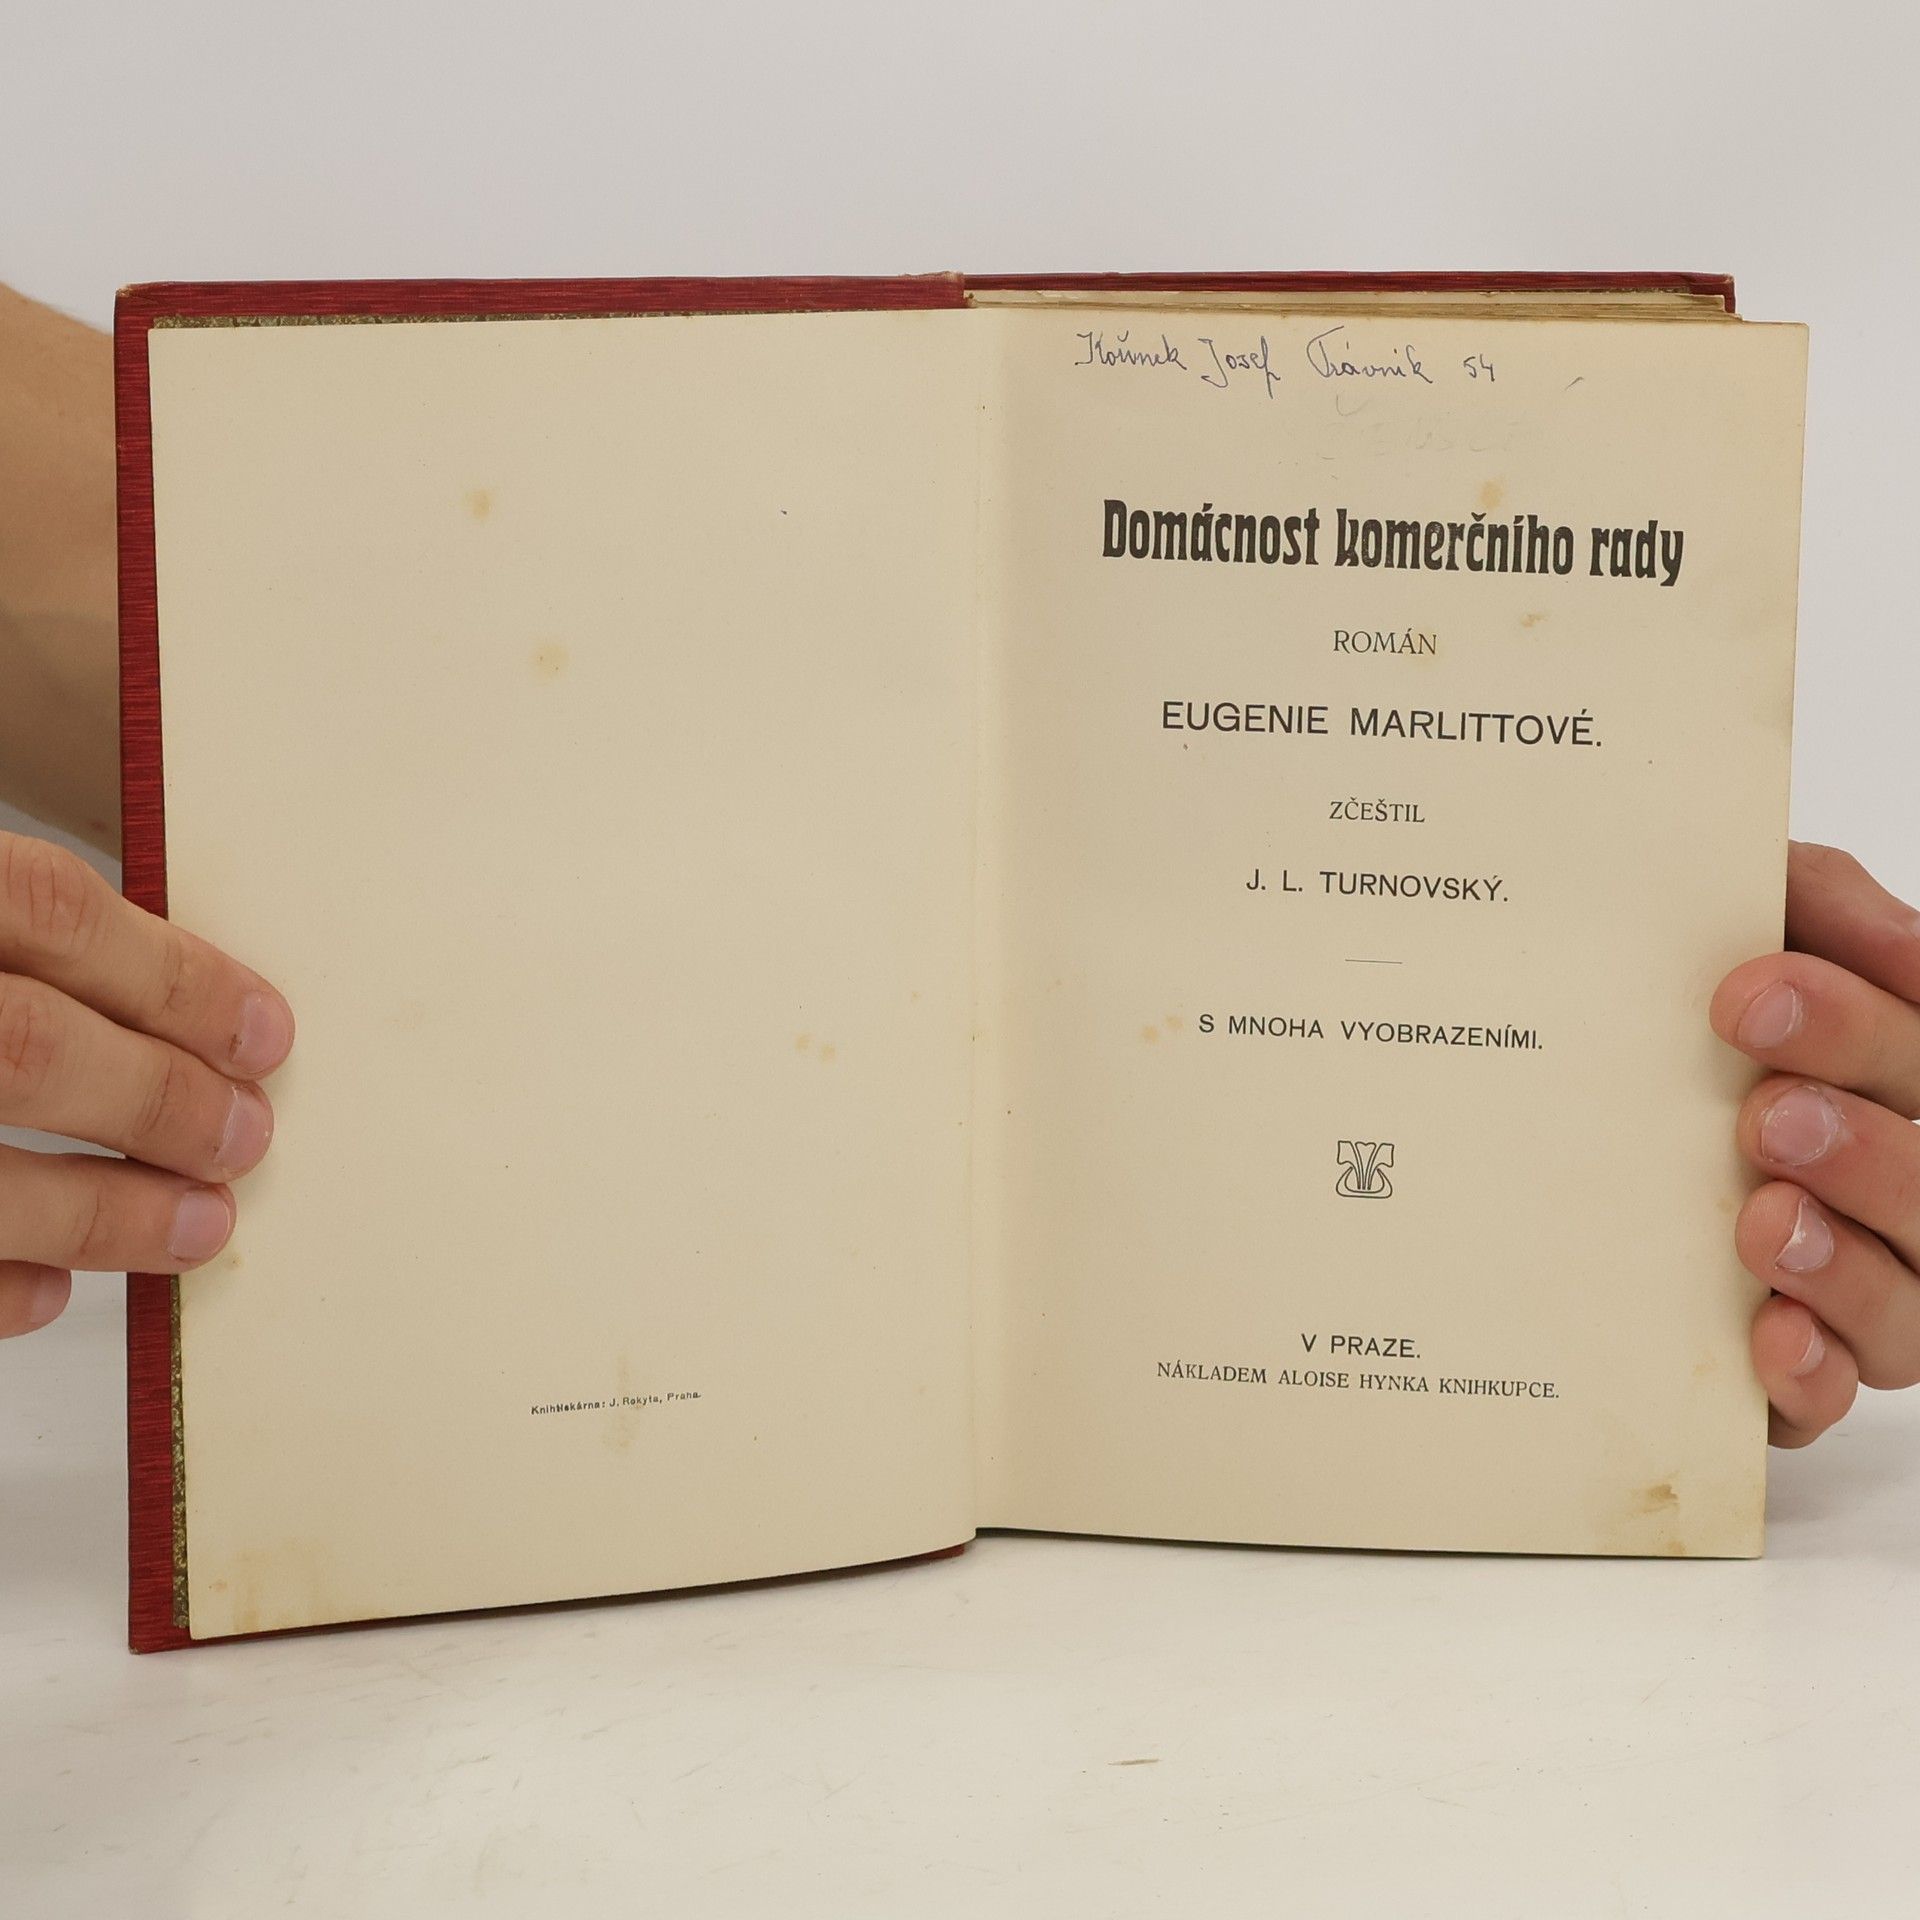 Knihtiskárna: J. Rokyta, Praha.
Kořínek Josef Trávník 54
Domácnost komerčního rady
ROMÁN
EUGENIE MARLITTOVÉ.
ZČEŠTIL
J. L. TURNOVSKÝ.
S MNOHA VYOBRAZENÍMI.
V PRAZE.
NÁKLADEM ALOISE HYNKA KNIHKUPCE.